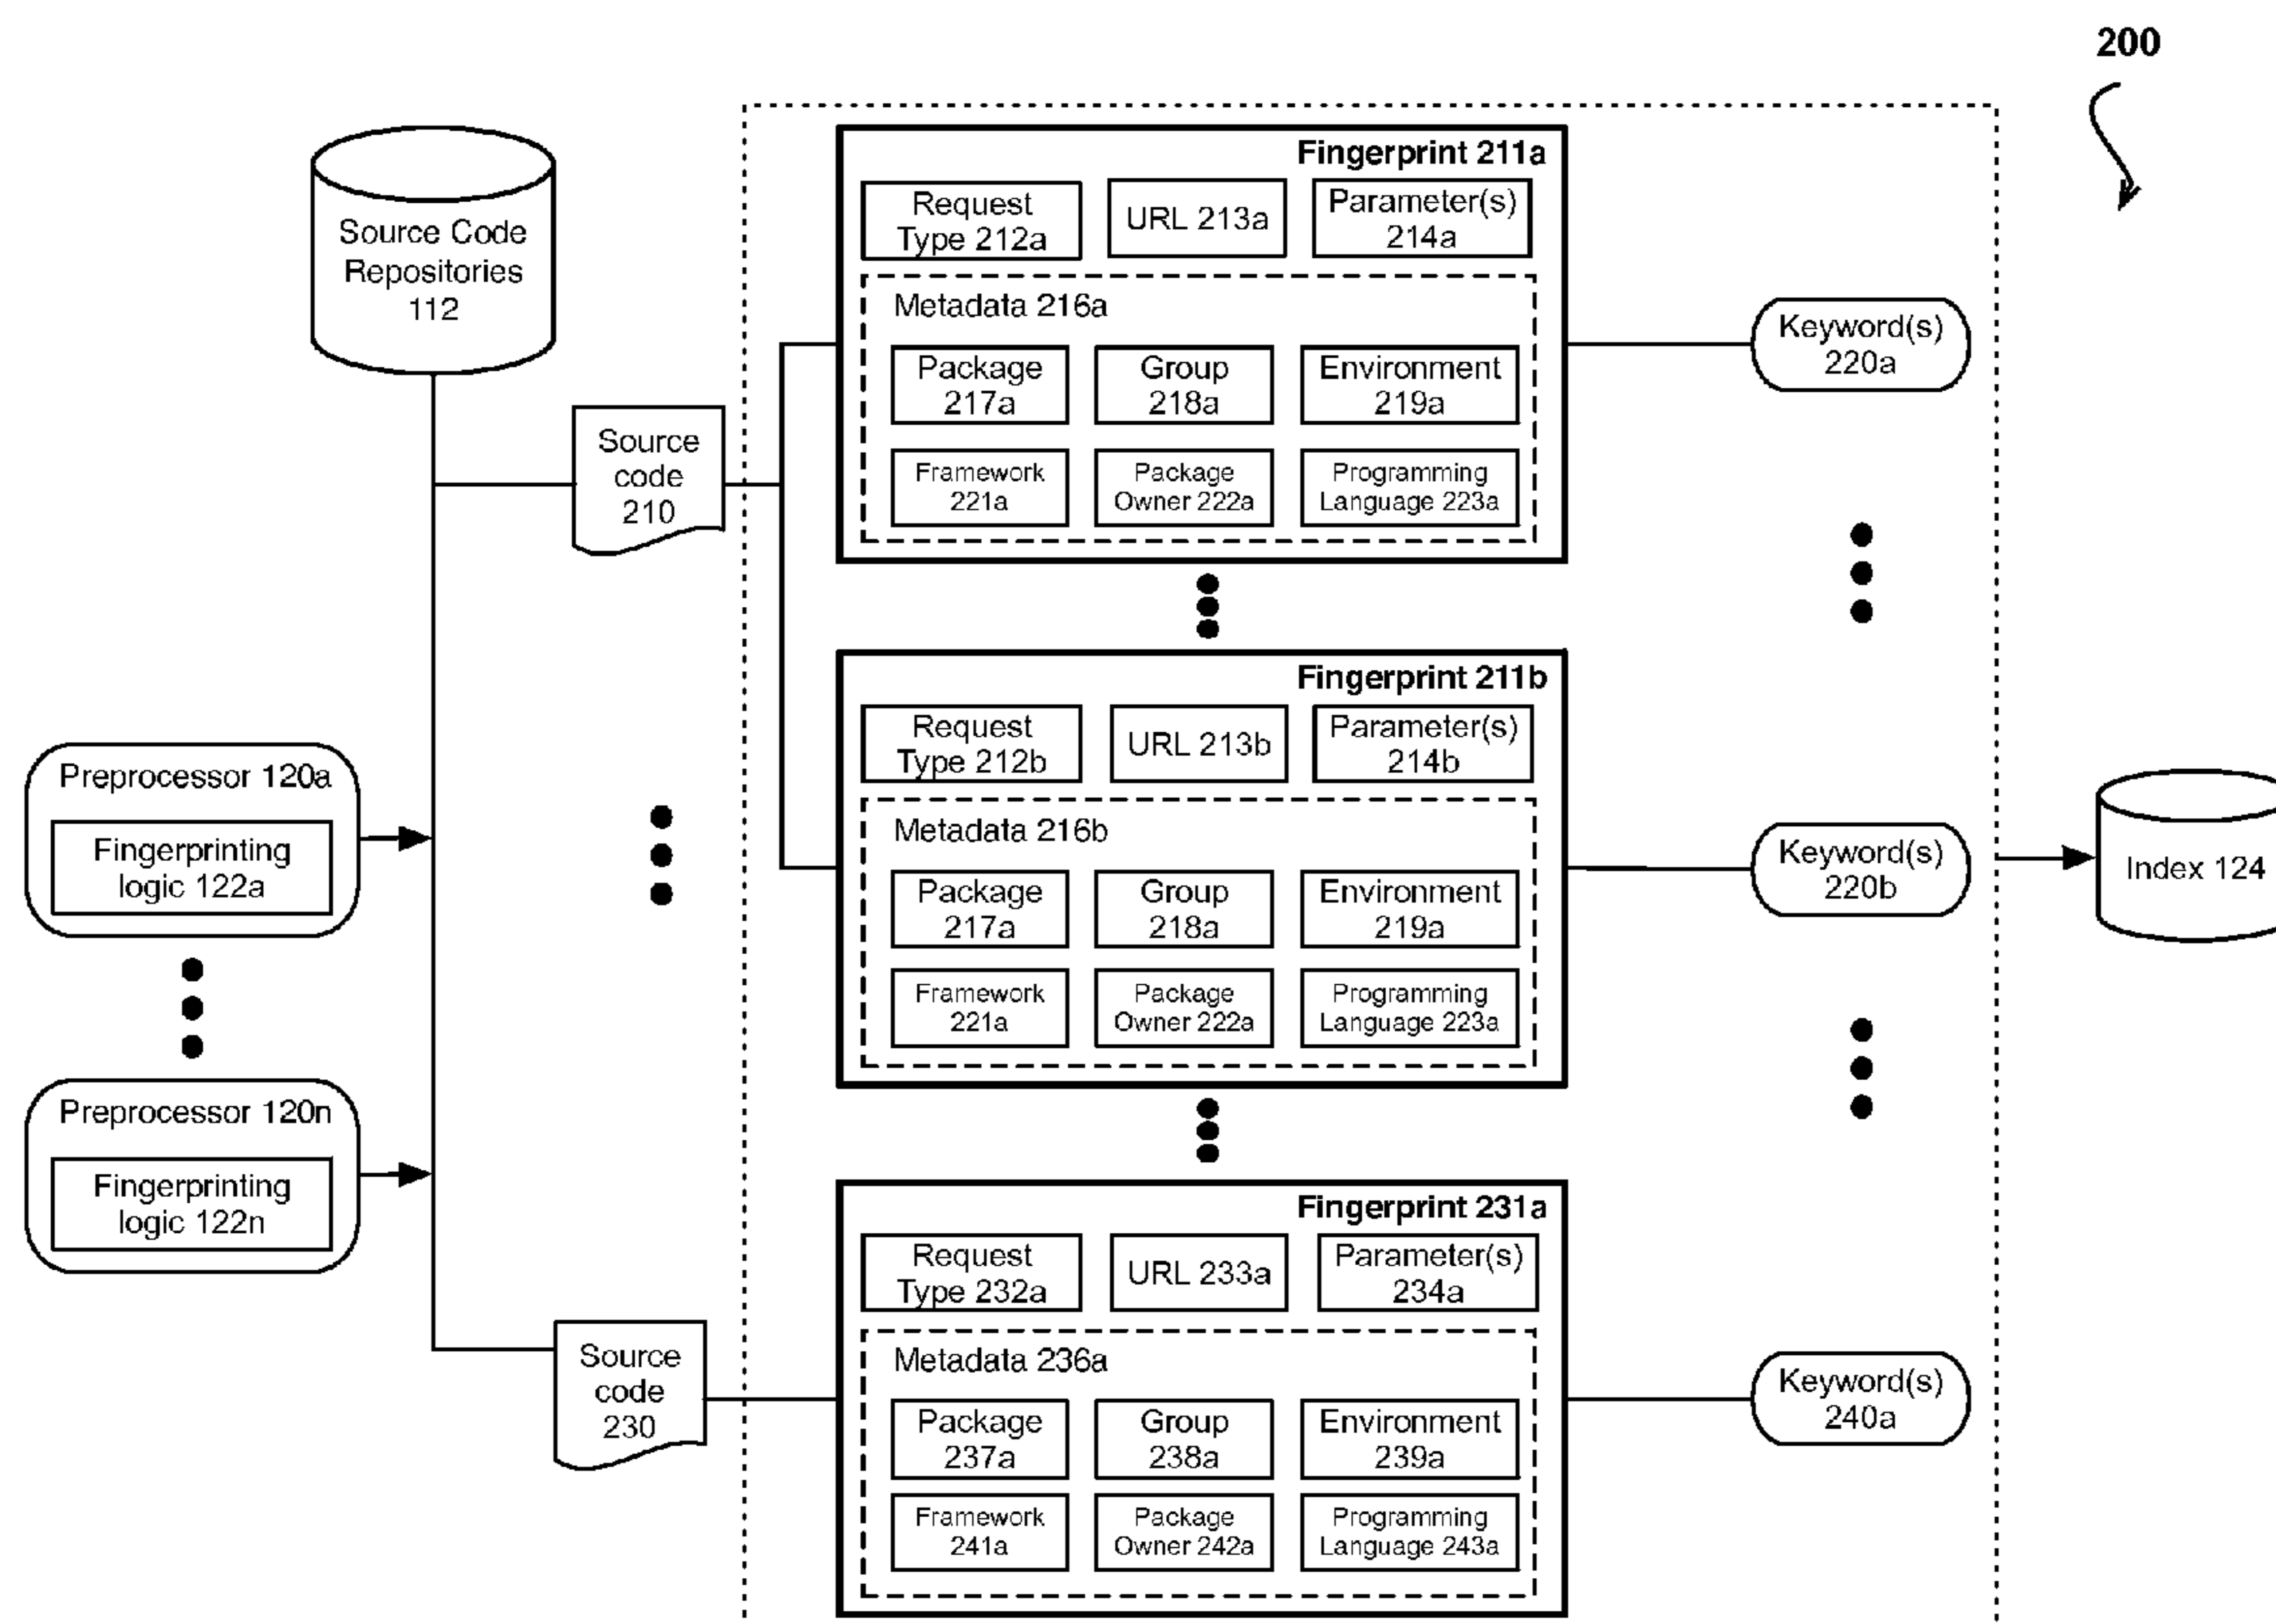 200
Source Code
Repositories
112
Source
code
210
Fingerprint 211a
Request
Type 212a
URL 213a
Parameter(s)
214a
Metadata 216a
Package
217a
Group
218a
Environment
219a
Framework
221a
Package
Owner 222a
Programming
Language 223a
Keyword(s)
220a
Fingerprint 211b
Request
Type 212b
URL 213b
Parameter(s)
214b
Metadata 216b
Package
217a
Group
218a
Environment
219a
Framework
221a
Package
Owner 222a
Programming
Language 223a
Keyword(s)
220b
Index 124
Preprocessor 120a
Fingerprinting
logic 122a
Preprocessor 120n
Fingerprinting
logic 122n
Source
code
230
Fingerprint 231a
Request
Type 232a
URL 233a
Parameter(s)
234a
Metadata 236a
Package
237a
Group
238a
Environment
239a
Framework
241a
Package
Owner 242a
Programming
Language 243a
Keyword(s)
240a